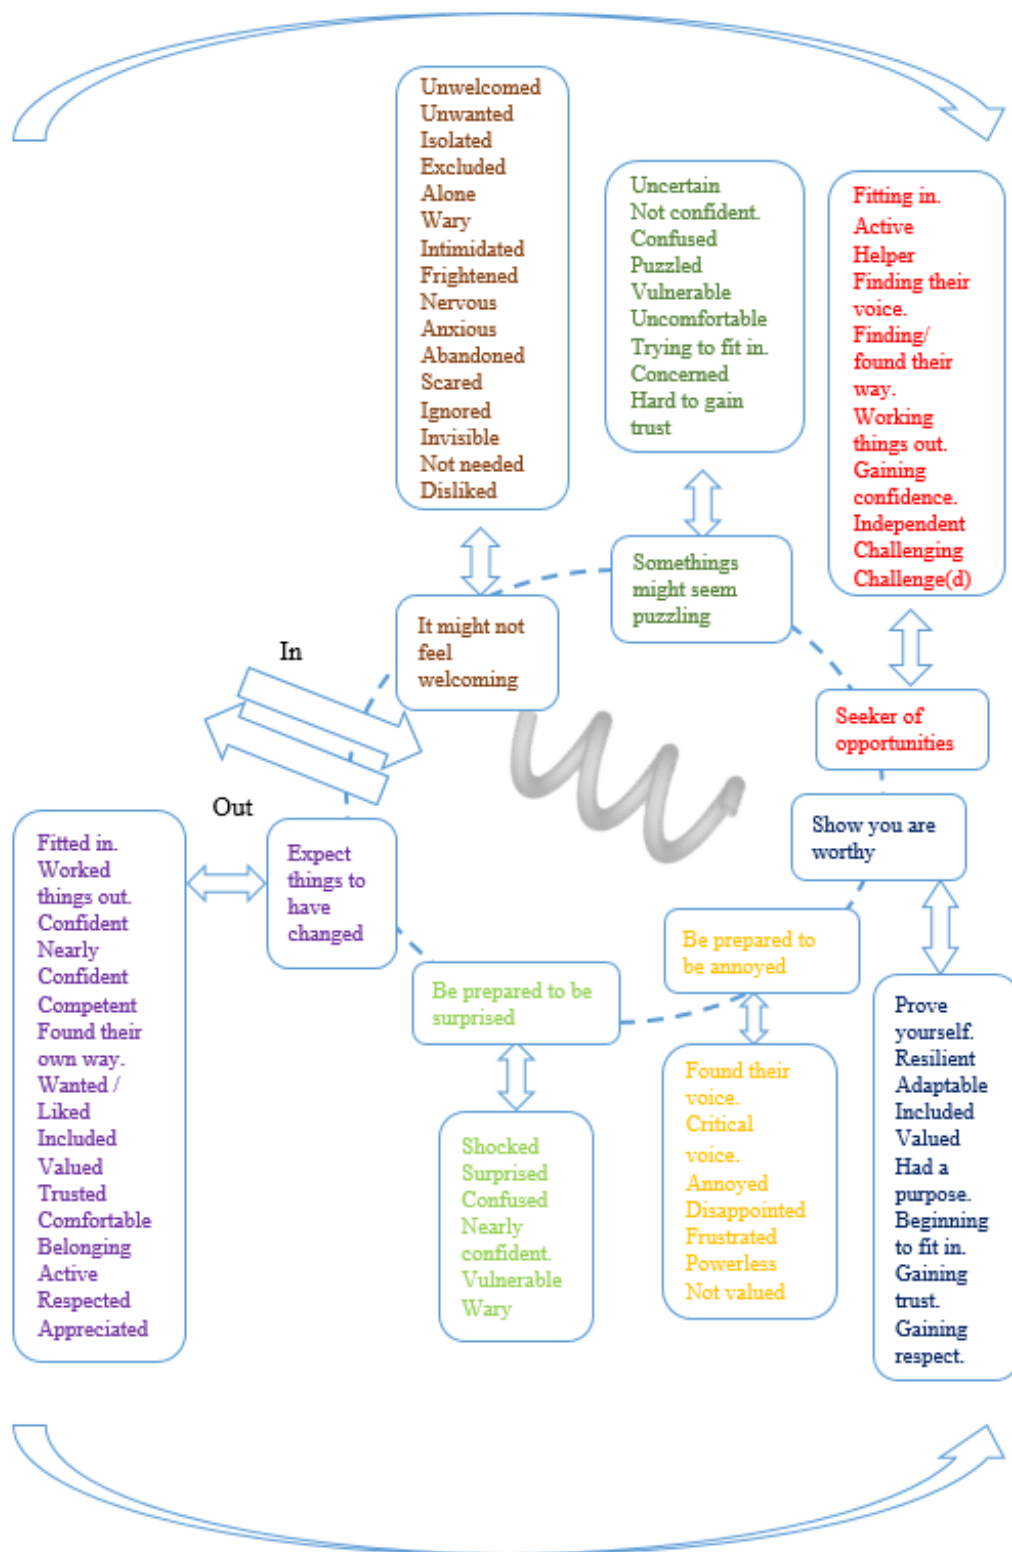 Unwelcomed
Unwanted
Isolated
Excluded
Alone
Wary
Intimidated
Frightened
Nervous
Anxious
Abandoned
Scared
Ignored
Invisible
Not needed
Disliked
Uncertain
Not confident.
Confused
Puzzled
Vulnerable
Uncomfortable
Trying to fit in.
Concerned
Hard to gain
trust
Fitting in.
Active
Helper
Finding their
voice.
Finding/
found their
way.
Working
things out.
Gaining
confidence.
Independent
Challenging
Challenge(d)
It might not
feel
welcoming
Somethings
might seem
puzzling
Seeker of
opportunities
In
Out
Show you are
worthy
Expect
things to
have
changed
Be prepared to
be annoyed
Be prepared to be
surprised
Fitted in.
Worked
things out.
Confident
Nearly
Confident
Competent
Found their
own way.
Wanted /
Liked
Included
Valued
Trusted
Comfortable
Belonging
Active
Respected
Appreciated
Shocked
Surprised
Confused
Nearly
confident.
Vulnerable
Wary
Found their
voice.
Critical
voice.
Annoyed
Disappointed
Frustrated
Powerless
Not valued
Prove
yourself.
Resilient
Adaptable
Included
Valued
Had a
purpose.
Beginning
to fit in.
Gaining
trust.
Gaining
respect.